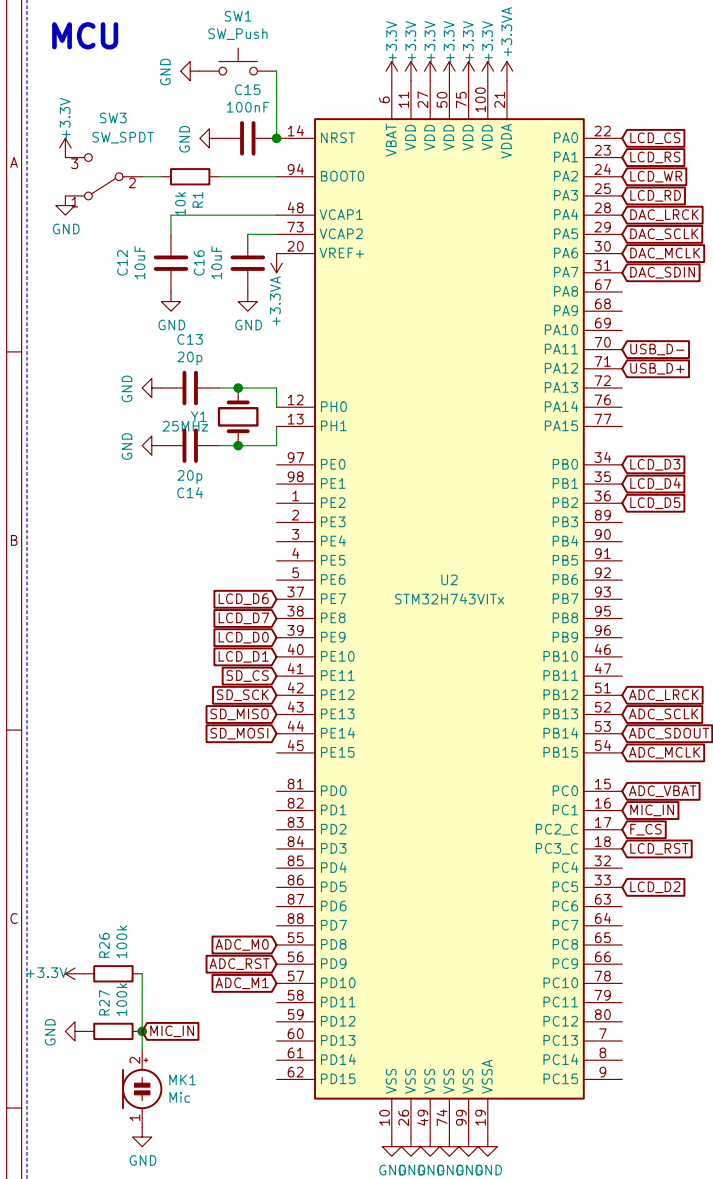 MCU
SW1
SW_Push
GND
C15
100nF
GND
SW3
SW_SPDT
+3.3V
3
2
1
GND
10k
R1
C12
10uF
GND
C16
10uF
GND
+3.3VA
C13
20p
GND
Y1
25MHz
GND
20p
C14
+3.3V
+3.3V
+3.3V
+3.3V
+3.3V
+3.3V
+3.3VA
6
11
27
50
75
100
21
VBAT
VDD
VDD
VDD
VDD
VDD
VDDA
14 NRST
94 BOOT0
48 VCAP1
73 VCAP2
20 VREF+
12 PH0
13 PH1
97 PE0
98 PE1
1 PE2
2 PE3
3 PE4
4 PE5
5 PE6
LCD_D6 37 PE7
LCD_D7 38 PE8
LCD_D0 39 PE9
LCD_D1 40 PE10
SD_CS 41 PE11
SD_SCK 42 PE12
SD_MISO 43 PE13
SD_MOSI 44 PE14
45 PE15
81 PD0
82 PD1
83 PD2
84 PD3
85 PD4
86 PD5
87 PD6
88 PD7
ADC_M0 55 PD8
ADC_RST 56 PD9
ADC_M1 57 PD10
58 PD11
59 PD12
60 PD13
61 PD14
62 PD15
U2
STM32H743VITx
PA0 22 LCD_CS
PA1 23 LCD_RS
PA2 24 LCD_WR
PA3 25 LCD_RD
PA4 28 DAC_LRCK
PA5 29 DAC_SCLK
PA6 30 DAC_MCLK
PA7 31 DAC_SDIN
PA8 67
PA9 68
PA10 69
PA11 70 USB_D-
PA12 71 USB_D+
PA13 72
PA14 76
PA15 77
PB0 34 LCD_D3
PB1 35 LCD_D4
PB2 36 LCD_D5
PB3 89
PB4 90
PB5 91
PB6 92
PB7 93
PB8 95
PB9 96
PB10 46
PB11 47
PB12 51 ADC_LRCK
PB13 52 ADC_SCLK
PB14 53 ADC_SDOUT
PB15 54 ADC_MCLK
PC0 15 ADC_VBAT
PC1 16 MIC_IN
PC2_C 17 F_CS
PC3_C 18 LCD_RST
PC4 32
PC5 33 LCD_D2
PC6 63
PC7 64
PC8 65
PC9 66
PC10 78
PC11 79
PC12 80
PC13 7
PC14 8
PC15 9
VSS
VSS
VSS
VSS
VSS
VSSA
10
26
49
74
99
19
GND
GND
GND
GND
GND
GND
R26
100k
+3.3V
R27
100k
GND
MIC_IN
2 +
MK1
Mic
1
GND
A
B
C